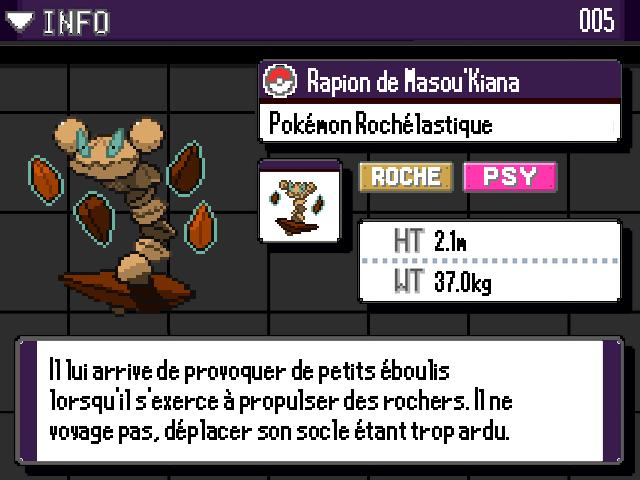 INFO
005
Rapion de Masou'Kiana
Pokémon Rochélastique
ROCHE
PSY
HT 2.1m
WT 37.0kg
Il lui arrive de provoquer de petits éboulis
lorsqu'il s'exerce à propulser des rochers. Il ne
voyage pas, déplacer son socle étant trop ardu.